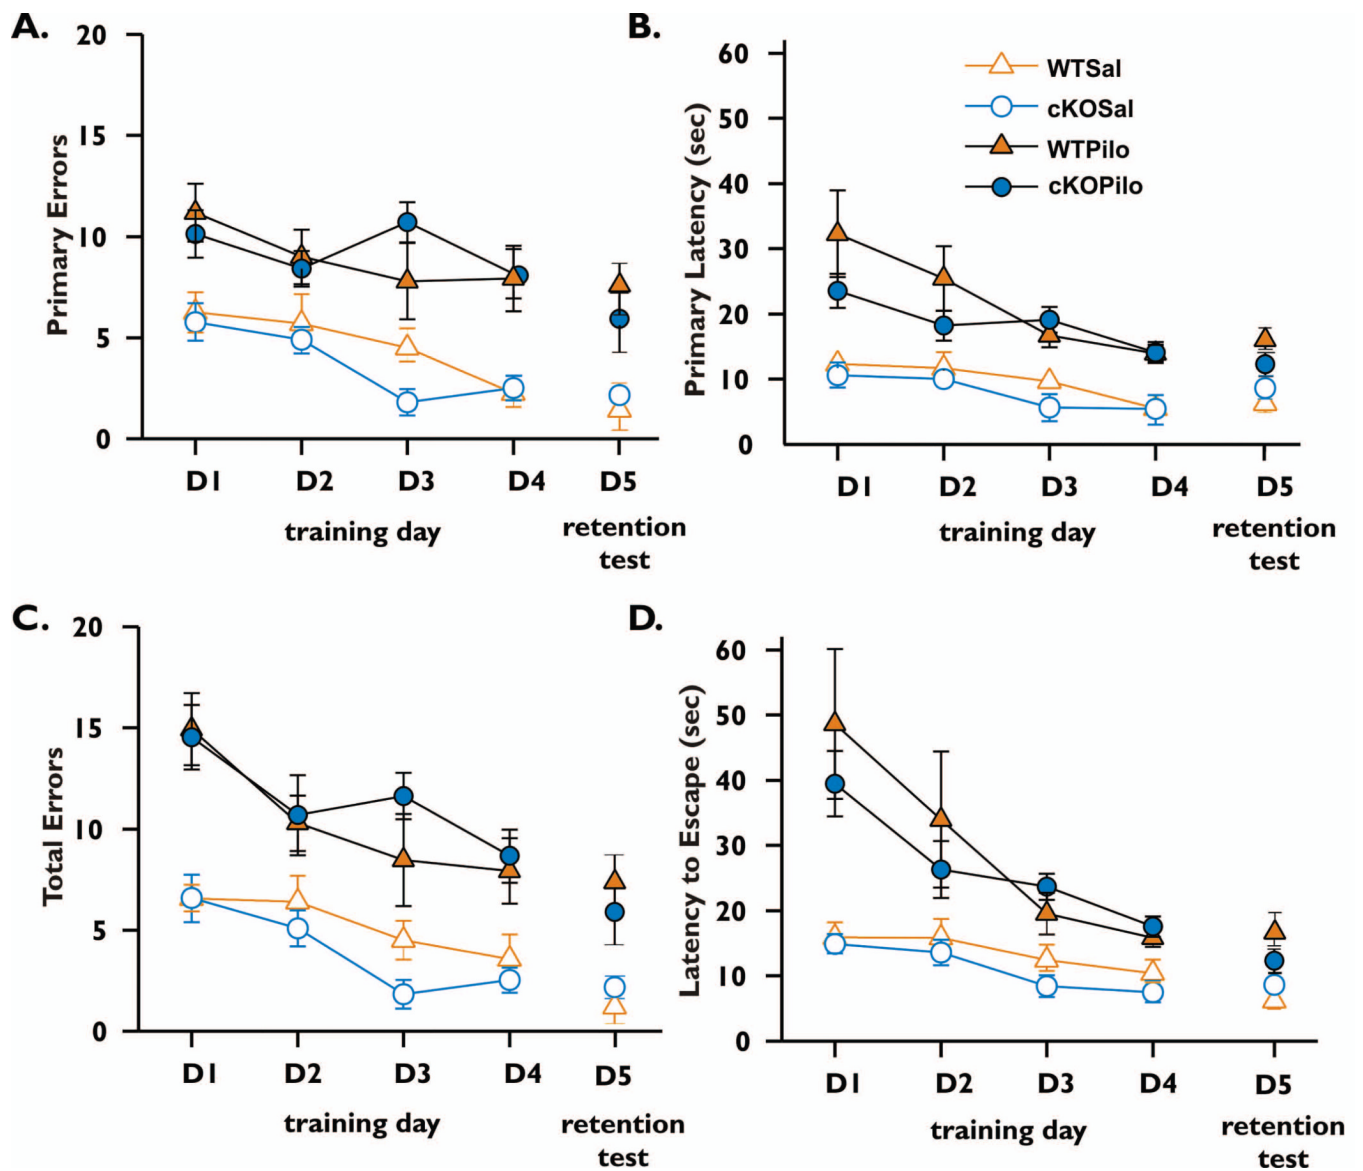 A.
20
15
10
5
0
Primary Errors
D1 D2 D3 D4 D5
training day
retention
test
B.
60
50
40
30
20
10
0
Primary Latency (sec)
WTSal
cKOSal
WTPilo
cKOPilo
D1 D2 D3 D4 D5
training day
retention
test
C.
20
15
10
5
0
Total Errors
D1 D2 D3 D4 D5
training day
retention
test
D.
60
50
40
30
20
10
0
Latency to Escape (sec)
D1 D2 D3 D4 D5
training day
retention
test